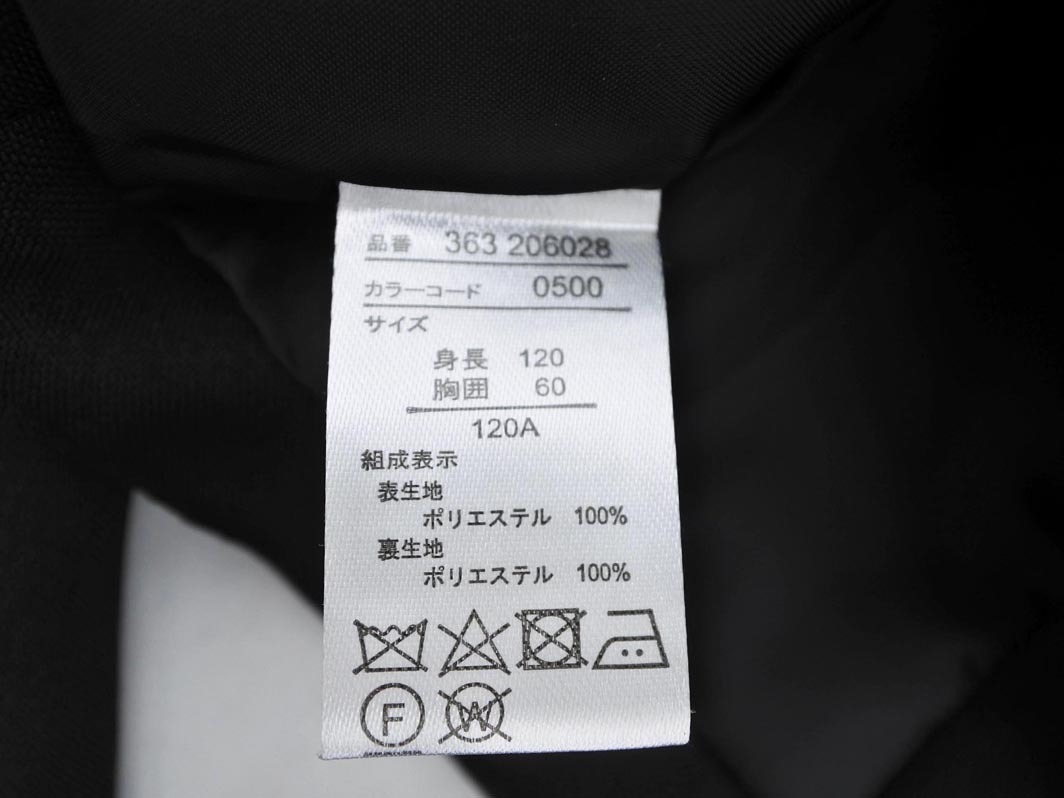 品番 363 206028
カラーコード 0500
サイズ
身長 120
胸囲 60
120A
組成表示
表生地
ポリエステル 100%
裏生地
ポリエステル 100%
F W